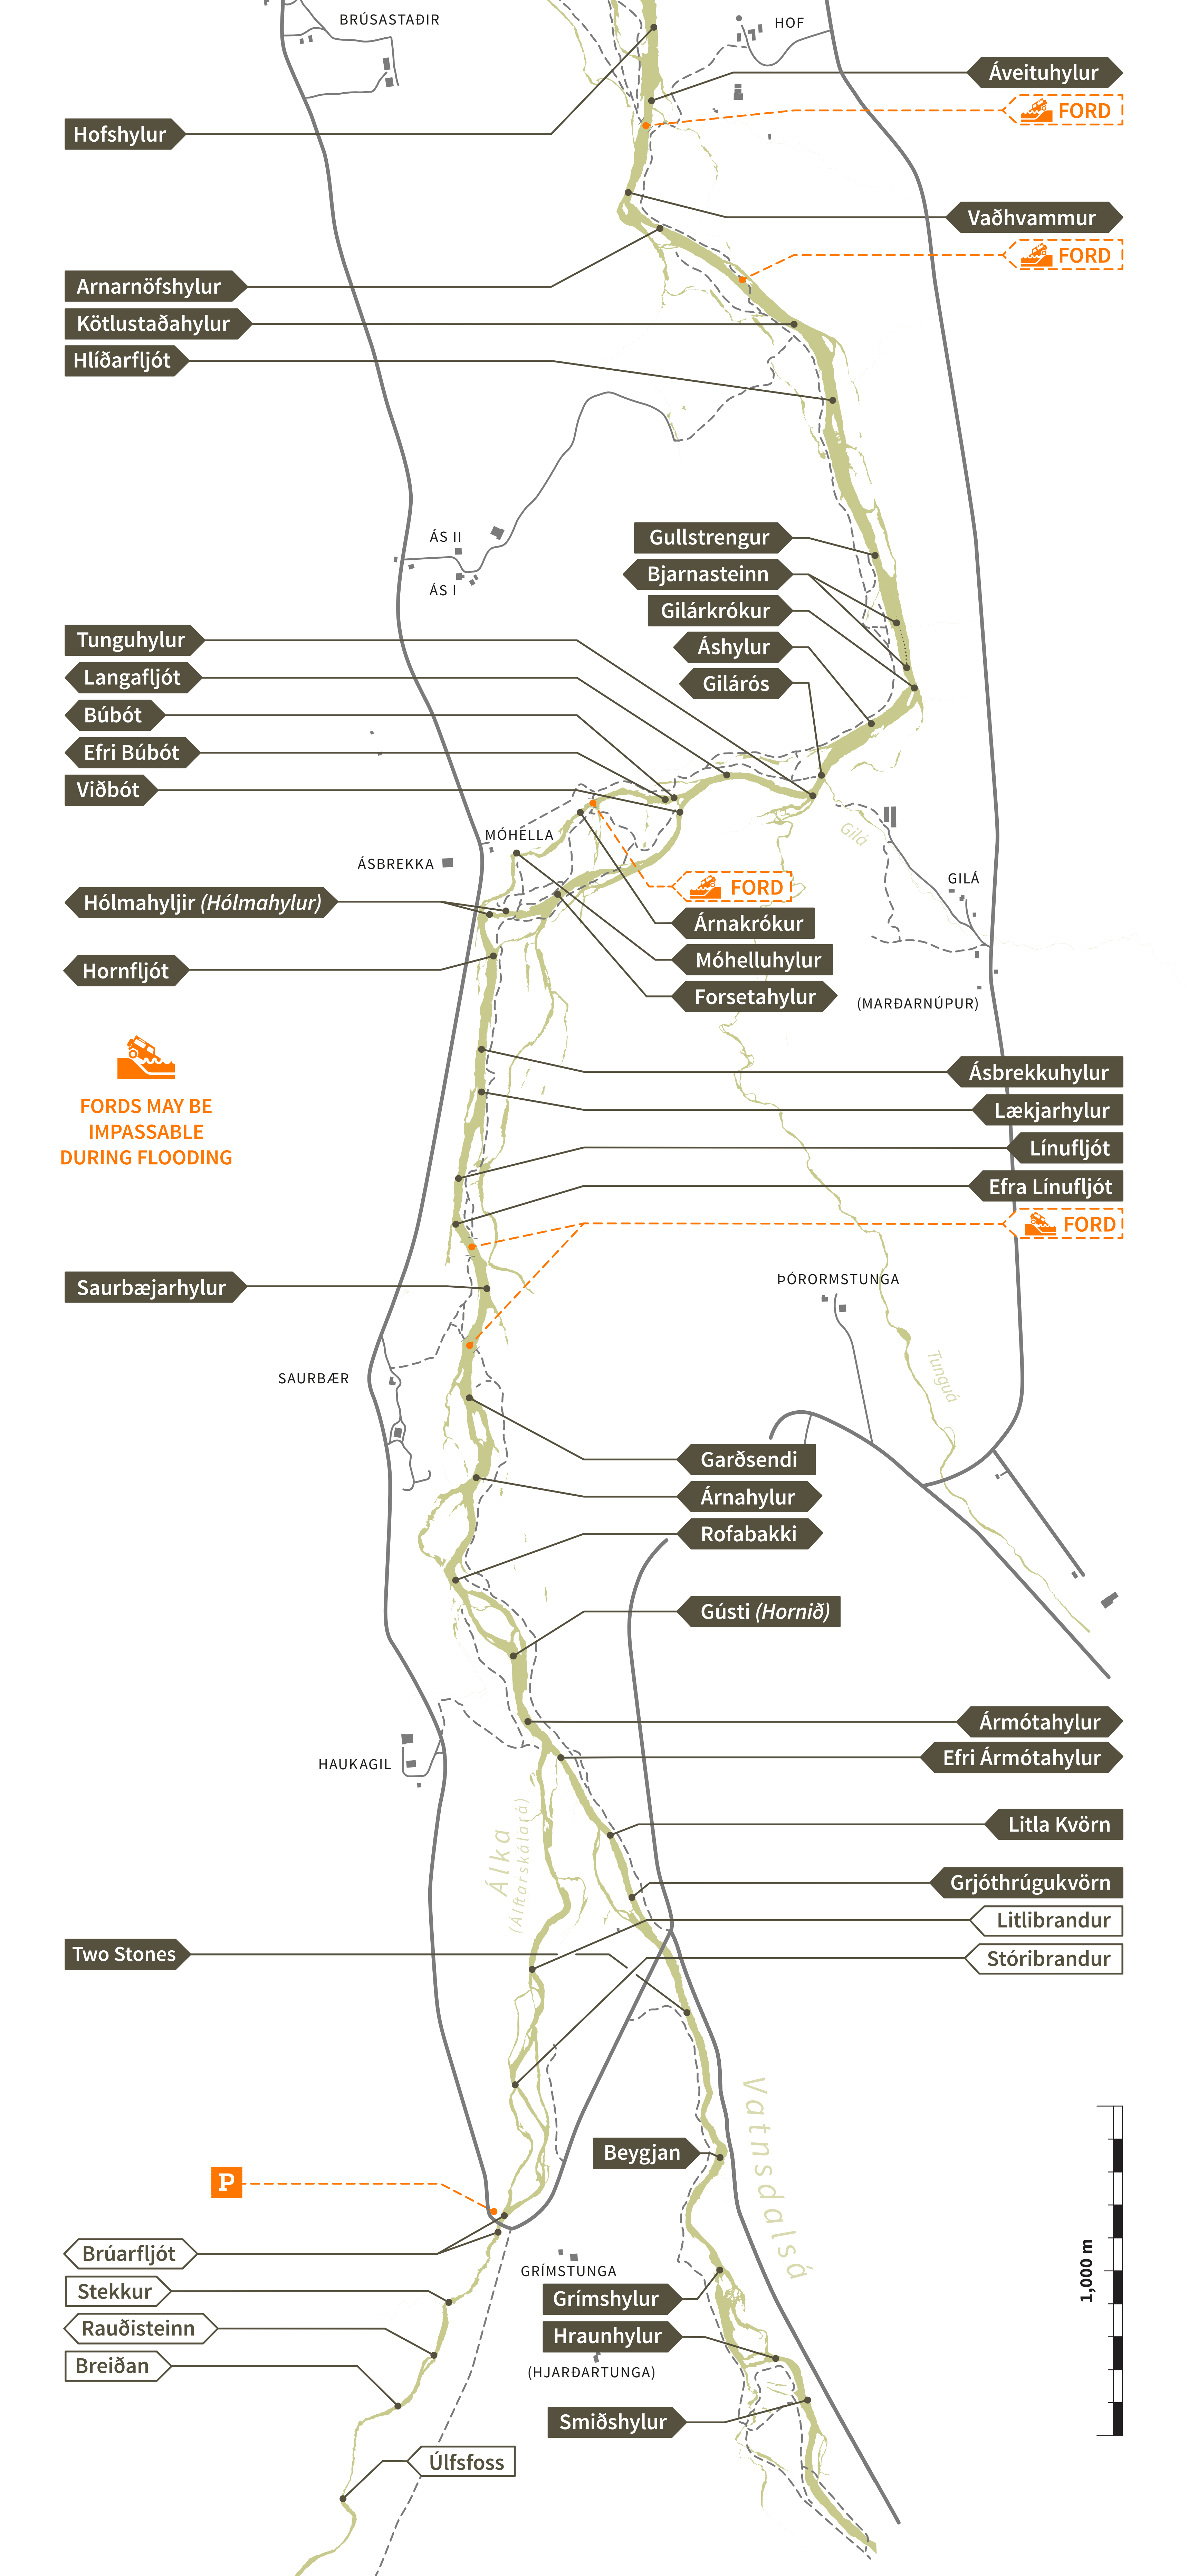 BRÚSASTAÐIR
HOF
Áveituhylur
FORD
Hofshylur
Vaðhvammur
FORD
Arnarnöfshylur
Kötlustaðahylur
Hlíðarfljót
ÁS II
ÁS I
Gullstrengur
Bjarnasteinn
Gilárkrókur
Áshylur
Gilárós
Tunguhylur
Langafljót
Búbót
Efri Búbót
Viðbót
MÓHELLA
ÁSBREKKA
Gilá
GILÁ
FORD
Hólmahyljir (Hólmahylur)
Árnakrókur
Móhelluhylur
Forsetahylur
Hornfljót
(MARÐARNÚPUR)
FORDS MAY BE
IMPASSABLE
DURING FLOODING
Ásbrekkuhylur
Lækjarhylur
Línufljót
Efra Línufljót
FORD
Saurbæjarhylur
ÞÓRORMSTUNGA
SAURBÆR
Tunguá
Garðsendi
Árnahylur
Rofabakki
Gústi (Hornið)
Ármótahylur
Efri Ármótahylur
HAUKAGIL
Álka
(Álftarskálará)
Litla Kvörn
Grjóthrúgukvörn
Litlibrandur
Stóribrandur
Two Stones
Vatnsdalsá
Beygjan
P
Brúarfljót
Stekkur
Rauðisteinn
Breiðan
GRÍMSTUNGA
Grímshylur
Hraunhylur
(HJARÐARTUNGA)
Smiðshylur
Úlfsfoss
1,000 m